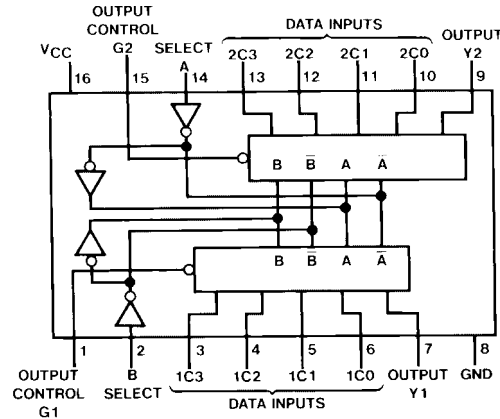 OUTPUT CONTROL G2
SELECT A
DATA INPUTS
OUTPUT Y2
VCC
2C3 2C2 2C1 2C0
16 15 14 13 12 11 10 9
B B̅ A A̅
B B̅ A A̅
1 2 3 4 5 6 7 8
OUTPUT CONTROL G1
B SELECT
1C3 1C2 1C1 1C0
DATA INPUTS
OUTPUT Y1
GND